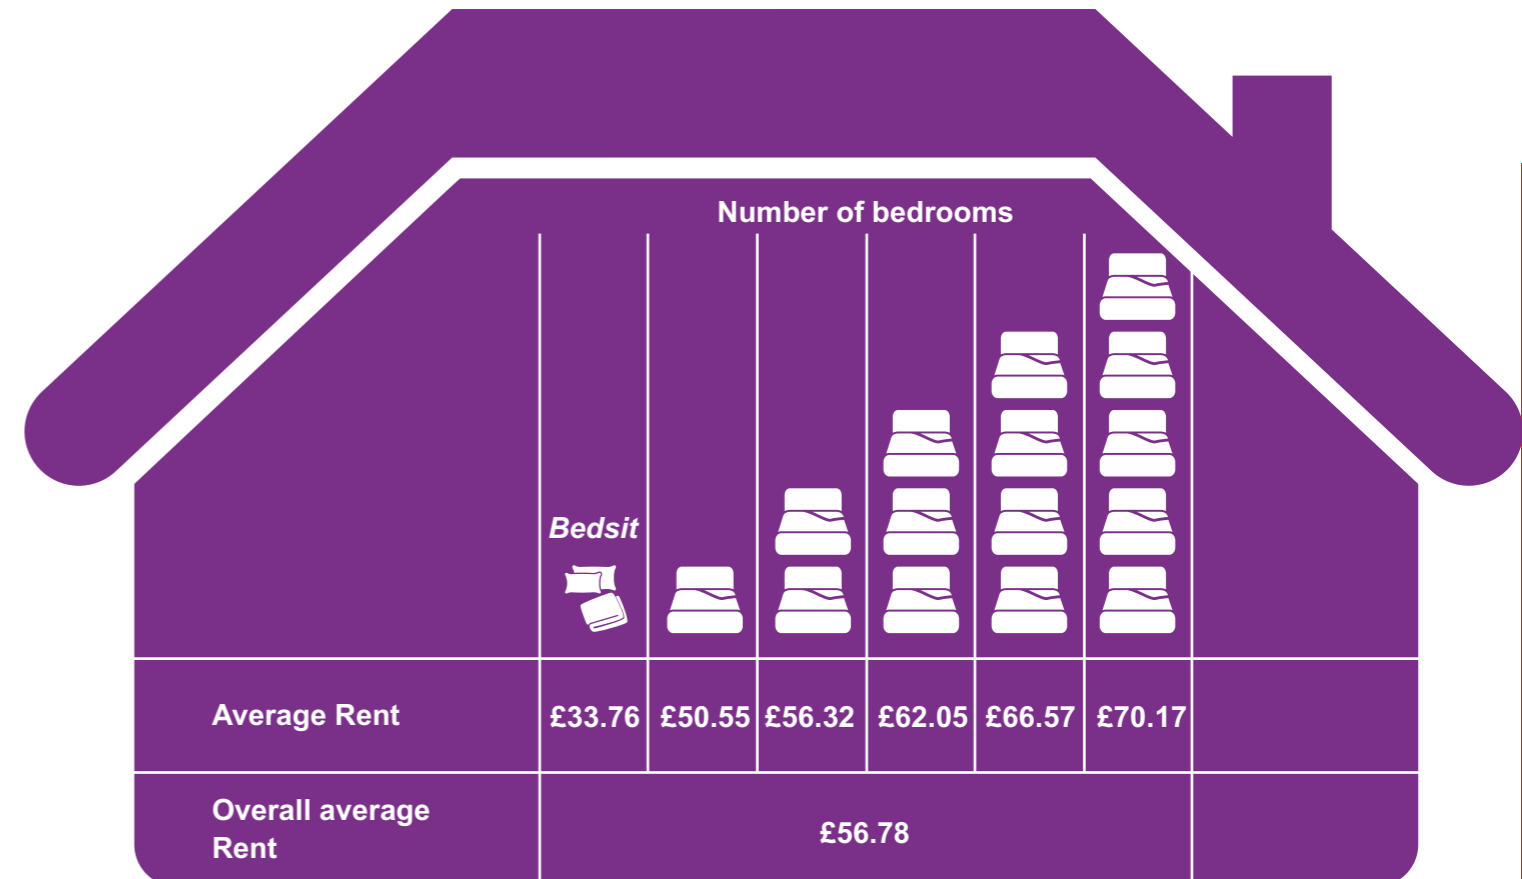 Number of bedrooms
Bedsit
Average Rent £33.76 £50.55 £56.32 £62.05 £66.57 £70.17
Overall average
Rent
£56.78